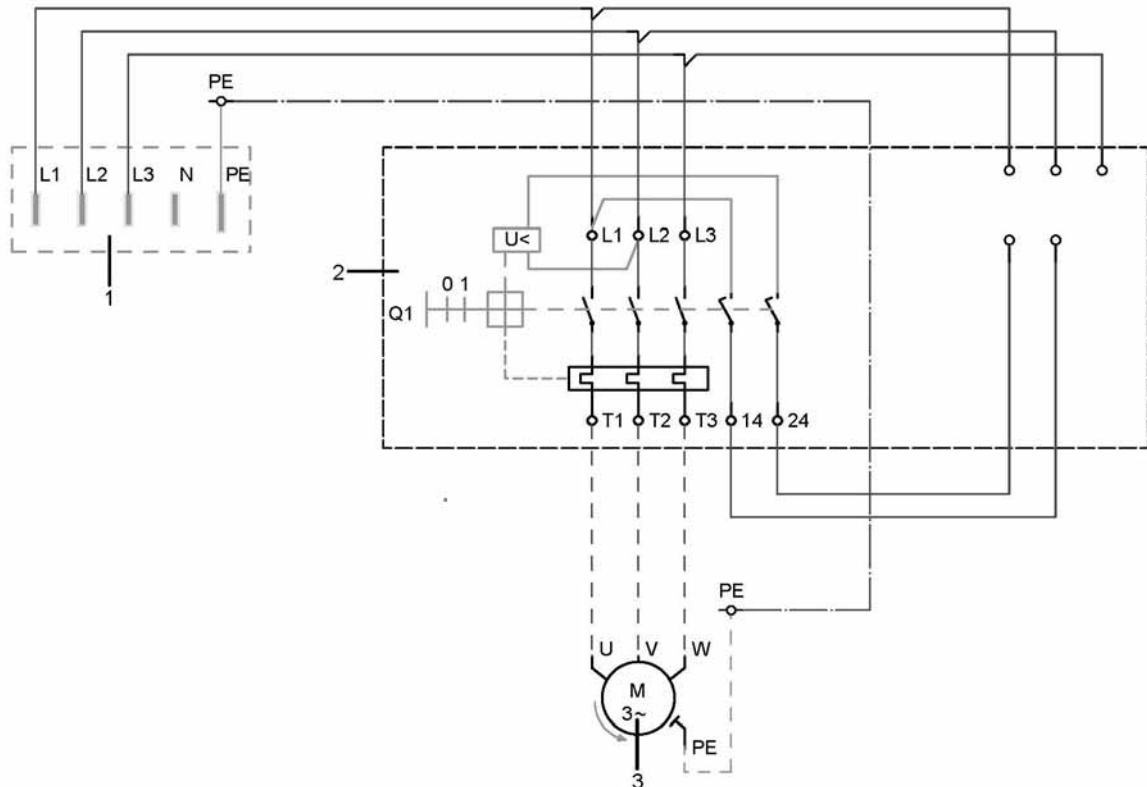 PE
L1 L2 L3 N PE
1
2
U<
L1 L2 L3
0 1
Q1
T1 T2 T3 14 24
PE
U V W
M
3~
PE
3